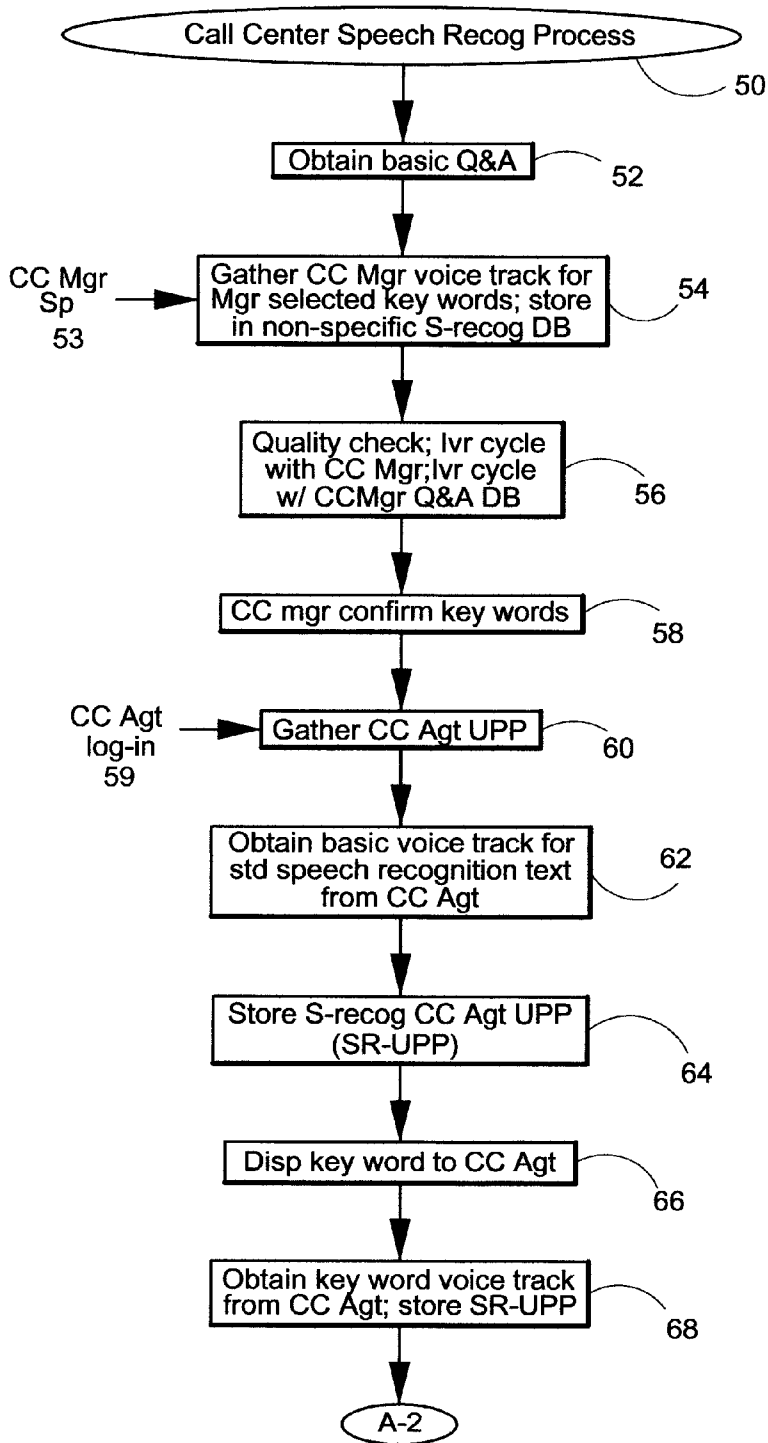 Call Center Speech Recog Process
50
Obtain basic Q&A
52
CC Mgr
Sp
53
Gather CC Mgr voice track for
Mgr selected key words; store
in non-specific S-recog DB
54
Quality check; Ivr cycle
with CC Mgr;Ivr cycle
w/ CCMgr Q&A DB
56
CC mgr confirm key words
58
CC Agt
log-in
59
Gather CC Agt UPP
60
Obtain basic voice track for
std speech recognition text
from CC Agt
62
Store S-recog CC Agt UPP
(SR-UPP)
64
Disp key word to CC Agt
66
Obtain key word voice track
from CC Agt; store SR-UPP
68
A-2